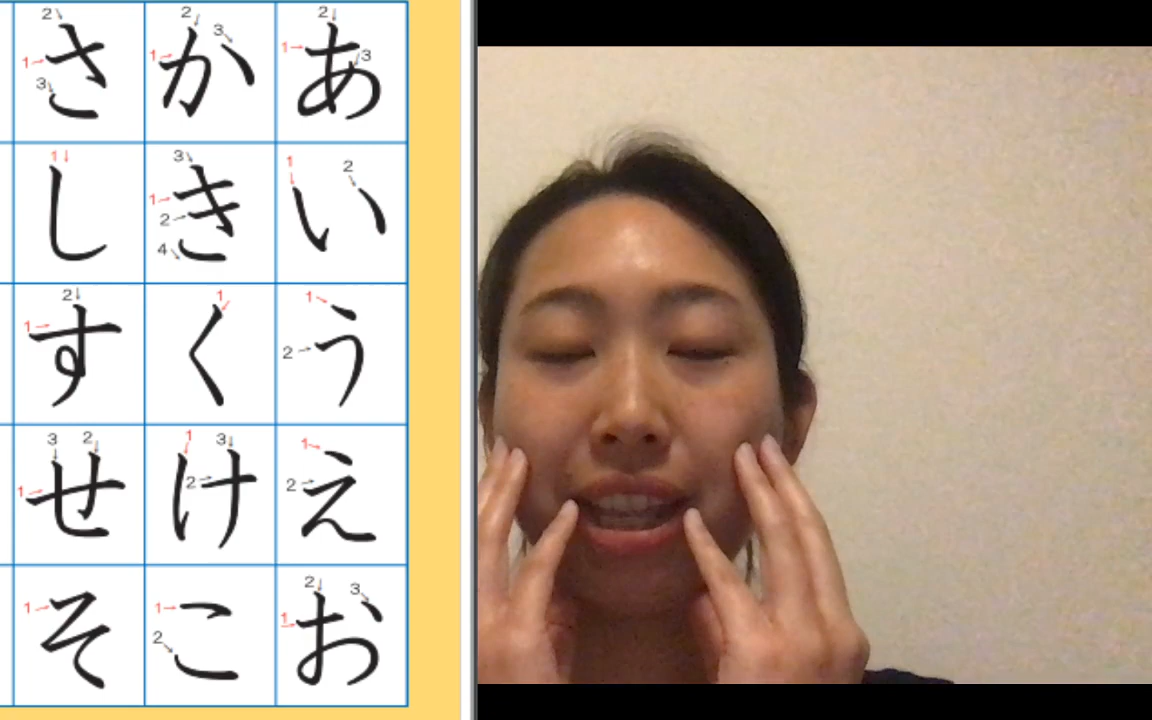 あ い う え お
か き く け こ
さ し す せ そ